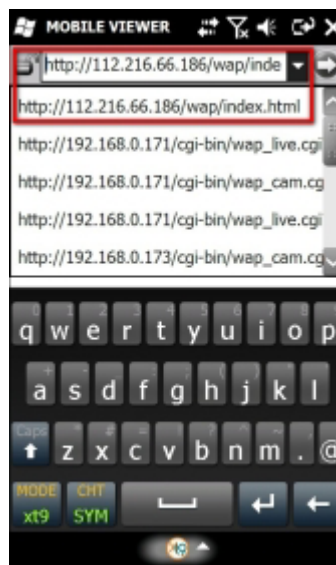 MOBILE VIEWER
http://112.216.66.186/wap/inde
http://112.216.66.186/wap/index.html
http://192.168.0.171/cgi-bin/wap_live.cgi
http://192.168.0.171/cgi-bin/wap_cam.cg
http://192.168.0.171/cgi-bin/wap_live.cgi
http://192.168.0.173/cgi-bin/wap_cam.cg
q w e r t y u i o p
a s d f g h j k l
Caps z x c v b n m . @
MODE CHT
xt9 SYM